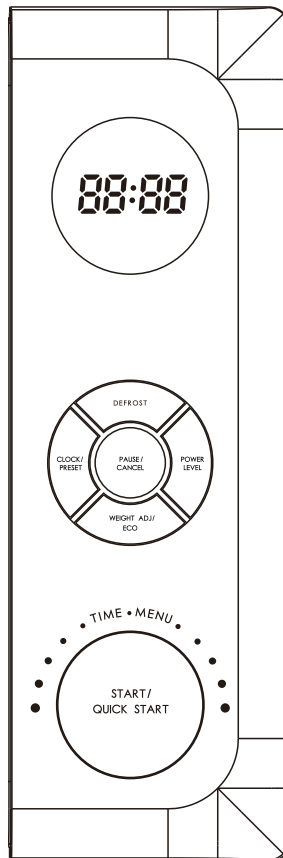 88:88
DEFROST
CLOCK/
PRESET
PAUSE/
CANCEL
POWER
LEVEL
WEIGHT ADJ/
ECO
TIME • MENU
START/
QUICK START